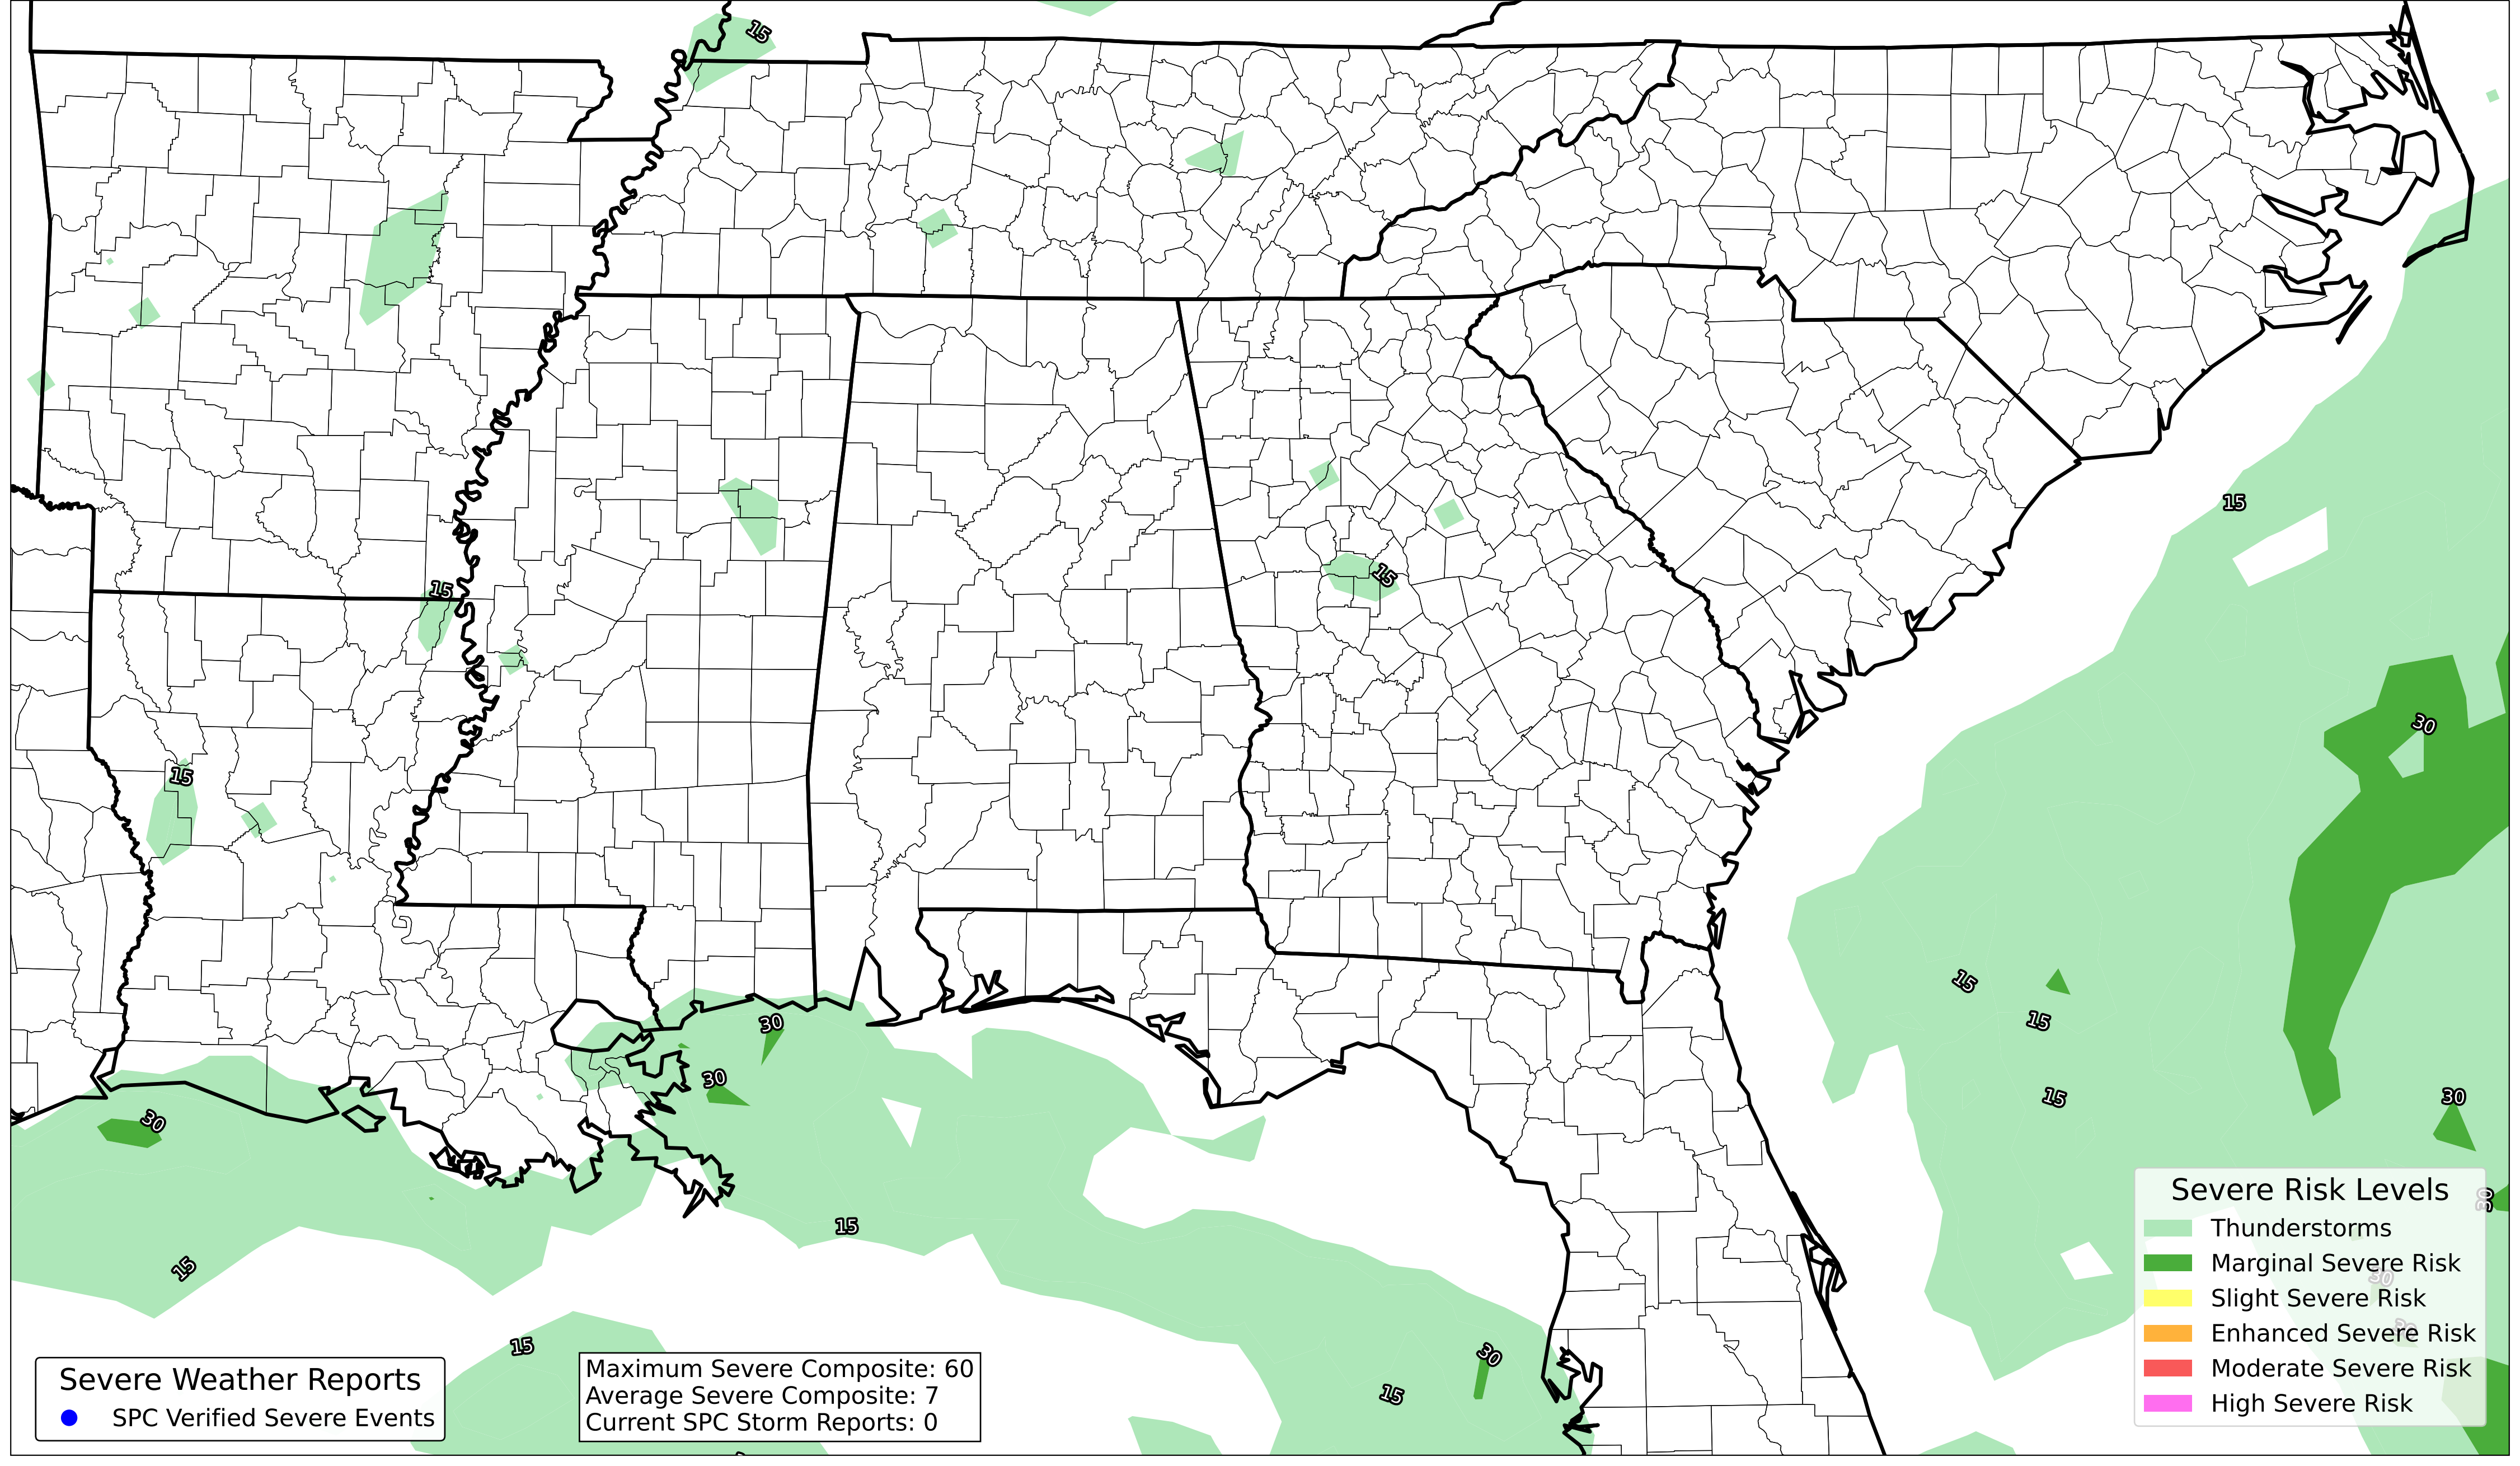 15
15
15
15
15
30
15
30
15
30
15
30
30
30
15
15
30
15
30
15
30
15
Severe Risk Levels
Thunderstorms
Marginal Severe Risk
Slight Severe Risk
Enhanced Severe Risk
Moderate Severe Risk
High Severe Risk
Severe Weather Reports
SPC Verified Severe Events
Maximum Severe Composite: 60
Average Severe Composite: 7
Current SPC Storm Reports: 0